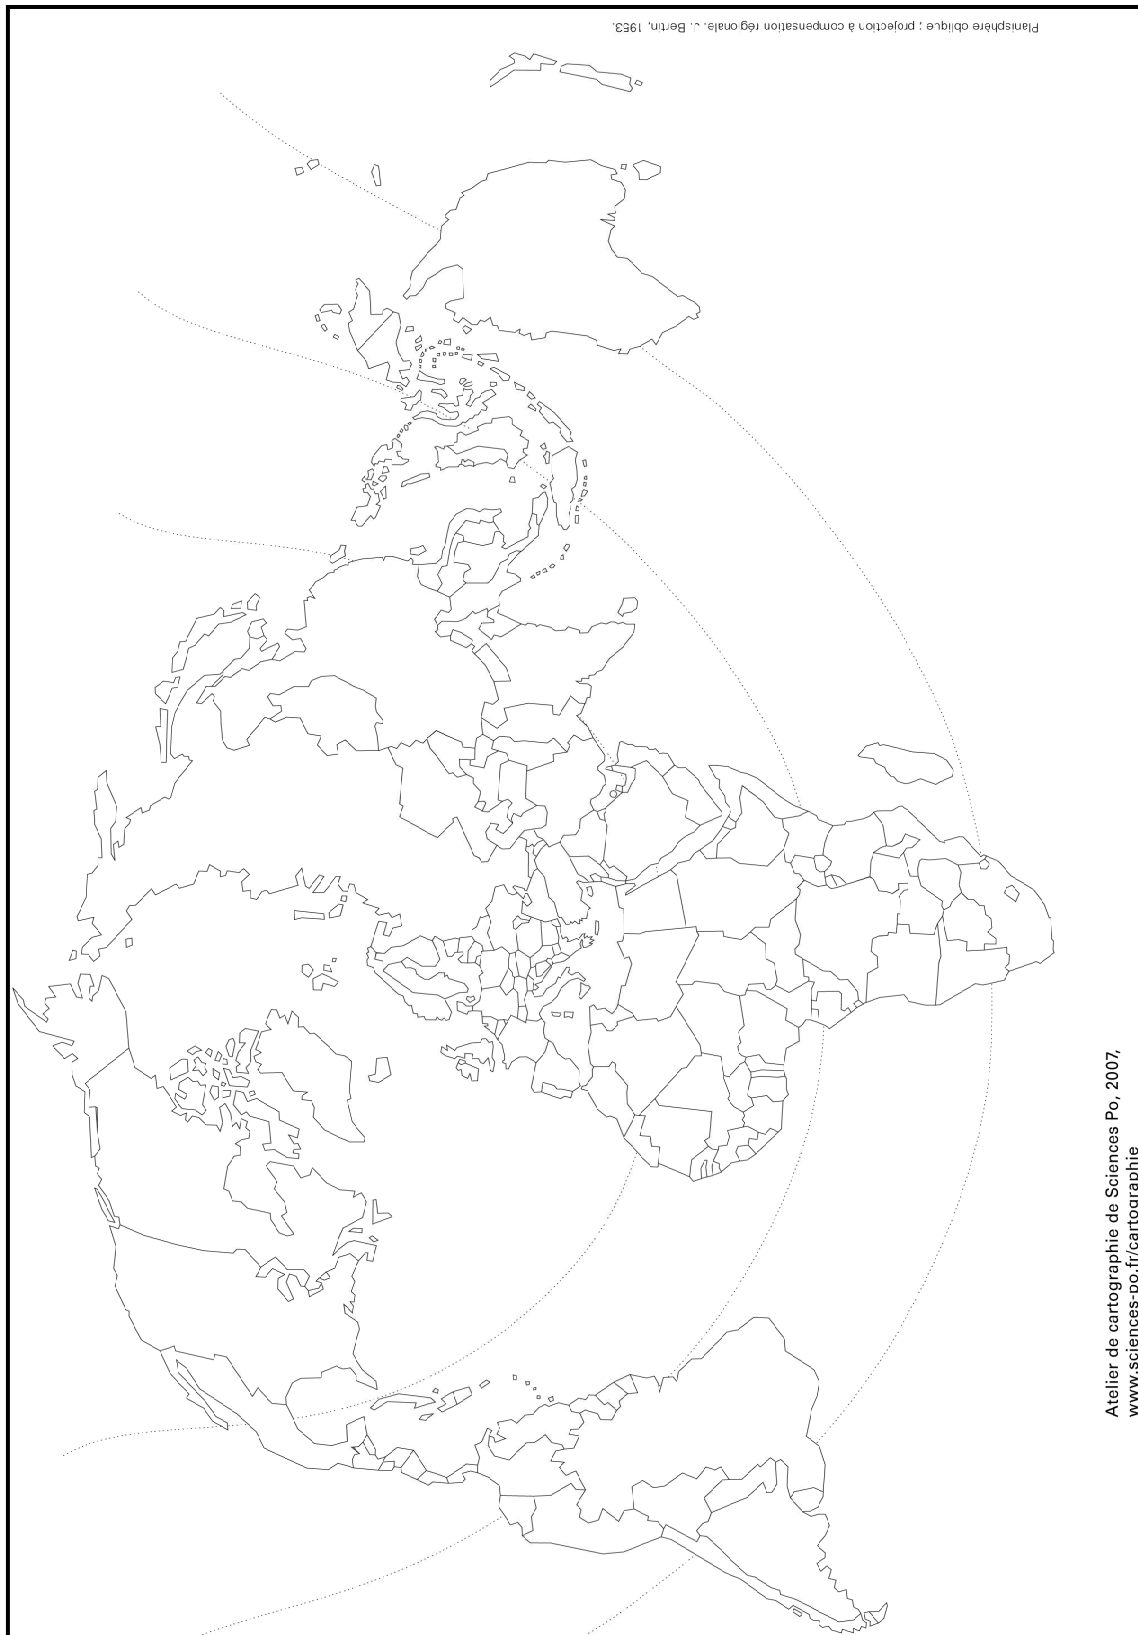 Planisphère oblique ; projection à compensation régionale. J. Bertin, 1953.
Atelier de cartographie de Sciences Po, 2007,
www.sciences-po.fr/cartographie